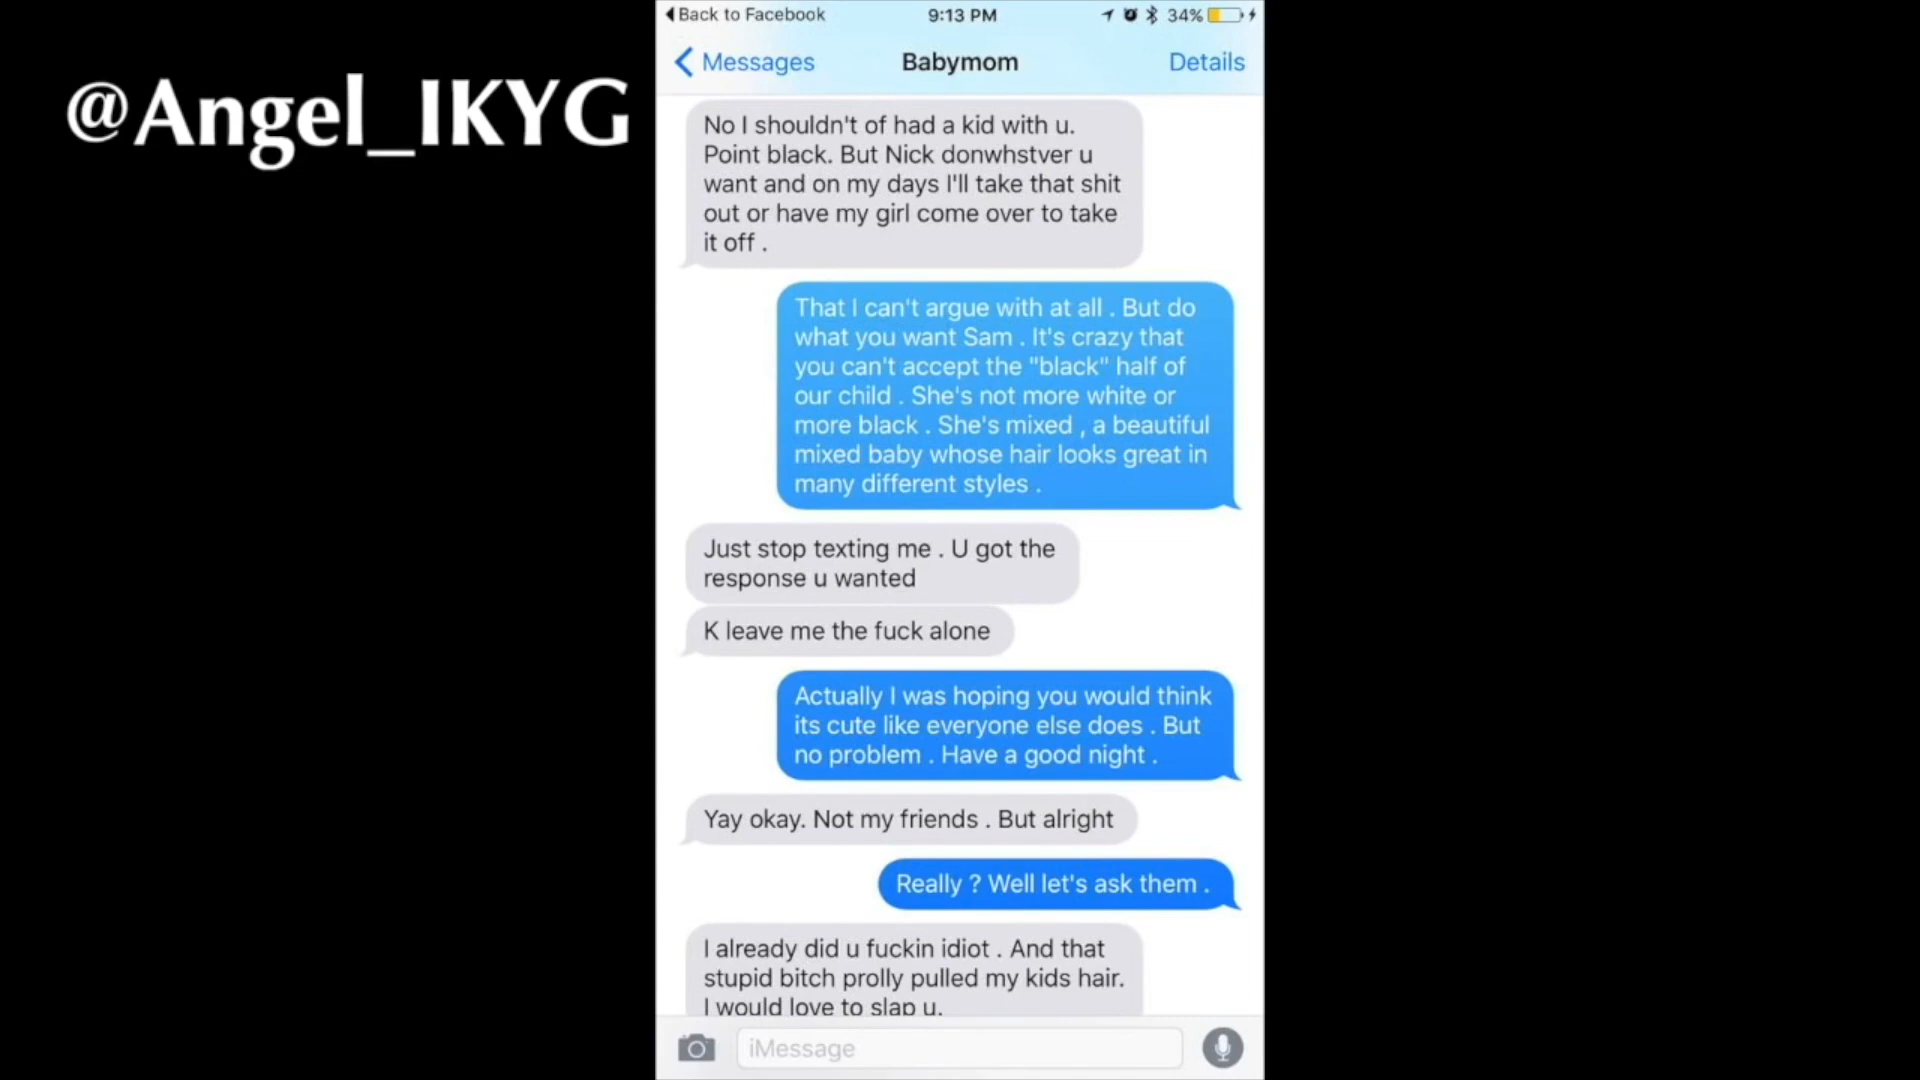 Back to Facebook 9:13 PM 34%
@Angel_IKYG
Messages Babymom Details
No I shouldn't of had a kid with u.
Point black. But Nick donwhstver u
want and on my days I'll take that shit
out or have my girl come over to take
it off .
That I can't argue with at all . But do
what you want Sam . It's crazy that
you can't accept the "black" half of
our child . She's not more white or
more black . She's mixed , a beautiful
mixed baby whose hair looks great in
many different styles .
Just stop texting me . U got the
response u wanted
K leave me the fuck alone
Actually I was hoping you would think
its cute like everyone else does . But
no problem . Have a good night .
Yay okay. Not my friends . But alright
Really ? Well let's ask them .
I already did u fuckin idiot . And that
stupid bitch prolly pulled my kids hair.
I would love to slap u.
iMessage